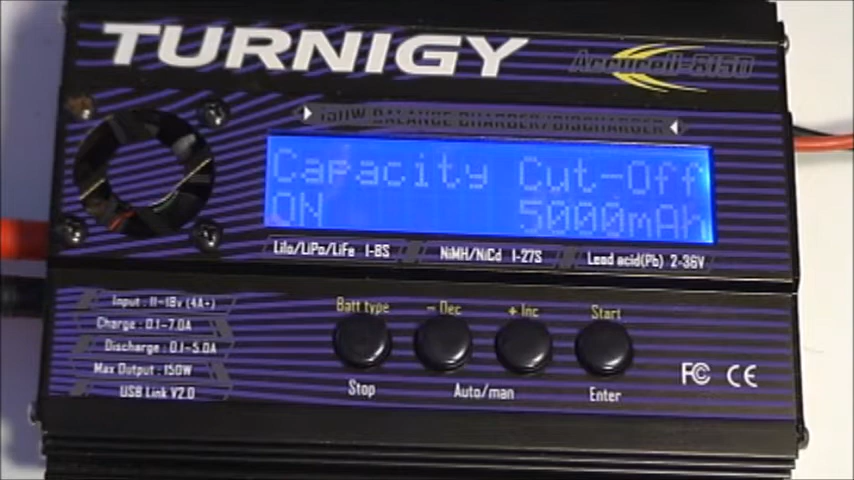 TURNIGY
Accucell-8150
150W BALANCE CHARGER/DISCHARGER
Capacity Cut-Off
ON 5000mAh
LiIo/LiPo/LiFe 1-8S NiMH/NiCd 1-27S Lead acid(Pb) 2-36V
Input : 11-18v (4A+)
Charge : 0.1-7.0A
Discharge : 0.1-5.0A
Max Output : 150W
USB Link V2.0
Batt type - Dec + Inc Start
Stop Auto/man Enter
FC CE